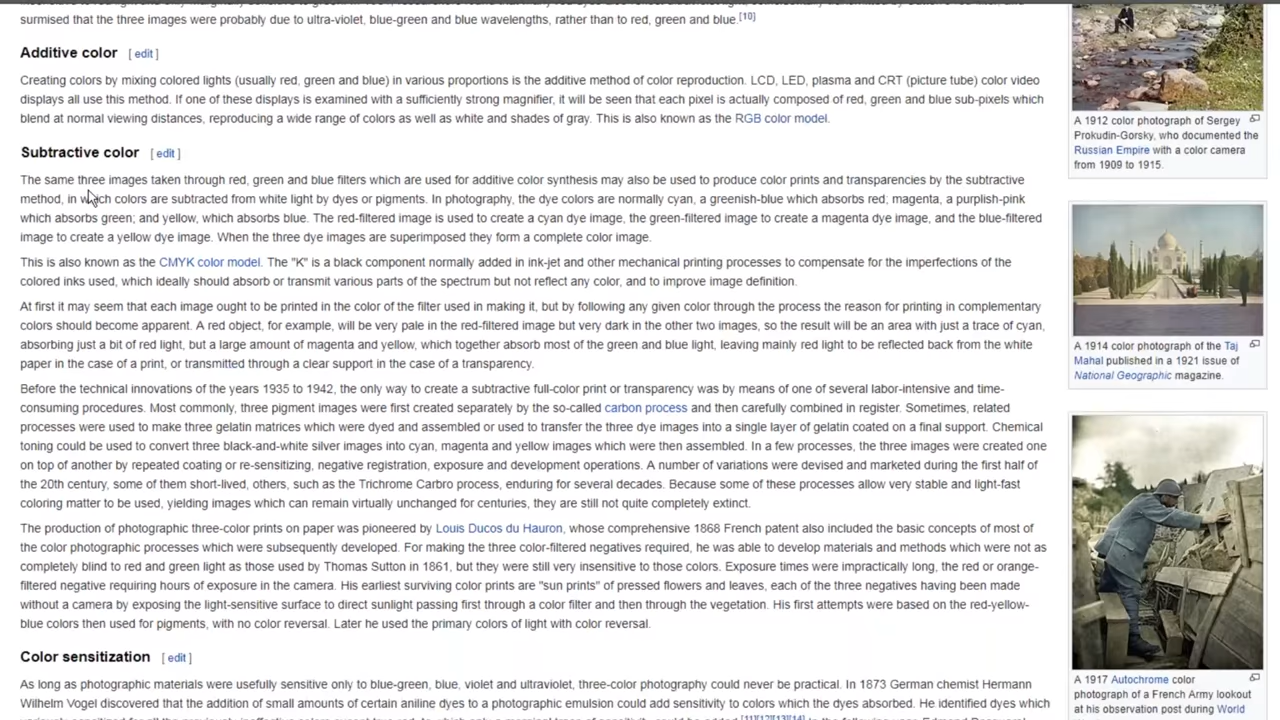 surmised that the three images were probably due to ultra-violet, blue-green and blue wavelengths, rather than to red, green and blue.[10]
Additive color [ edit ]
Creating colors by mixing colored lights (usually red, green and blue) in various proportions is the additive method of color reproduction. LCD, LED, plasma and CRT (picture tube) color video
displays all use this method. If one of these displays is examined with a sufficiently strong magnifier, it will be seen that each pixel is actually composed of red, green and blue sub-pixels which
blend at normal viewing distances, reproducing a wide range of colors as well as white and shades of gray. This is also known as the RGB color model.
Subtractive color [ edit ]
The same three images taken through red, green and blue filters which are used for additive color synthesis may also be used to produce color prints and transparencies by the subtractive
method, in which colors are subtracted from white light by dyes or pigments. In photography, the dye colors are normally cyan, a greenish-blue which absorbs red; magenta, a purplish-pink
which absorbs green; and yellow, which absorbs blue. The red-filtered image is used to create a cyan dye image, the green-filtered image to create a magenta dye image, and the blue-filtered
image to create a yellow dye image. When the three dye images are superimposed they form a complete color image.
This is also known as the CMYK color model. The "K" is a black component normally added in ink-jet and other mechanical printing processes to compensate for the imperfections of the
colored inks used, which ideally should absorb or transmit various parts of the spectrum but not reflect any color, and to improve image definition.
At first it may seem that each image ought to be printed in the color of the filter used in making it, but by following any given color through the process the reason for printing in complementary
colors should become apparent. A red object, for example, will be very pale in the red-filtered image but very dark in the other two images, so the result will be an area with just a trace of cyan,
absorbing just a bit of red light, but a large amount of magenta and yellow, which together absorb most of the green and blue light, leaving mainly red light to be reflected back from the white
paper in the case of a print, or transmitted through a clear support in the case of a transparency.
Before the technical innovations of the years 1935 to 1942, the only way to create a subtractive full-color print or transparency was by means of one of several labor-intensive and time-
consuming procedures. Most commonly, three pigment images were first created separately by the so-called carbon process and then carefully combined in register. Sometimes, related
processes were used to make three gelatin matrices which were dyed and assembled or used to transfer the three dye images into a single layer of gelatin coated on a final support. Chemical
toning could be used to convert three black-and-white silver images into cyan, magenta and yellow images which were then assembled. In a few processes, the three images were created one
on top of another by repeated coating or re-sensitizing, negative registration, exposure and development operations. A number of variations were devised and marketed during the first half of
the 20th century, some of them short-lived, others, such as the Trichrome Carbro process, enduring for several decades. Because some of these processes allow very stable and light-fast
coloring matter to be used, yielding images which can remain virtually unchanged for centuries, they are still not quite completely extinct.
The production of photographic three-color prints on paper was pioneered by Louis Ducos du Hauron, whose comprehensive 1868 French patent also included the basic concepts of most of
the color photographic processes which were subsequently developed. For making the three color-filtered negatives required, he was able to develop materials and methods which were not as
completely blind to red and green light as those used by Thomas Sutton in 1861, but they were still very insensitive to those colors. Exposure times were impractically long, the red or orange-
filtered negative requiring hours of exposure in the camera. His earliest surviving color prints are "sun prints" of pressed flowers and leaves, each of the three negatives having been made
without a camera by exposing the light-sensitive surface to direct sunlight passing first through a color filter and then through the vegetation. His first attempts were based on the red-yellow-
blue colors then used for pigments, with no color reversal. Later he used the primary colors of light with color reversal.
Color sensitization [ edit ]
As long as photographic materials were usefully sensitive only to blue-green, blue, violet and ultraviolet, three-color photography could never be practical. In 1873 German chemist Hermann
Wilhelm Vogel discovered that the addition of small amounts of certain aniline dyes to a photographic emulsion could add sensitivity to colors which the dyes absorbed. He identified dyes which
A 1912 color photograph of Sergey
Prokudin-Gorsky, who documented the
Russian Empire with a color camera
from 1909 to 1915.
A 1914 color photograph of the Taj
Mahal published in a 1921 issue of
National Geographic magazine.
A 1917 Autochrome color
photograph of a French Army lookout
at his observation post during World